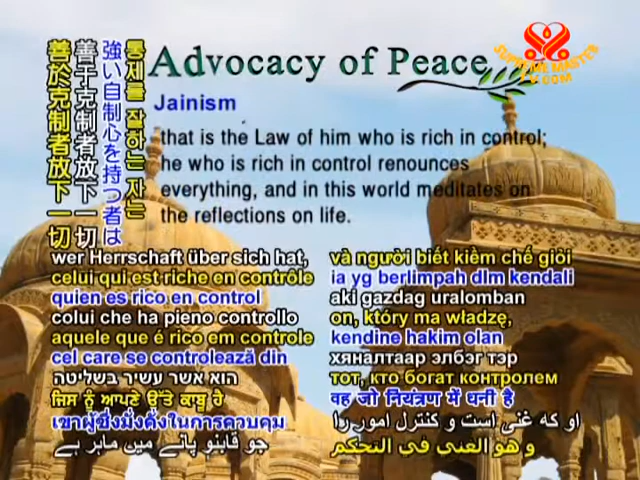 SUPREME MASTER
TV.COM
Advocacy of Peace
Jainism
that is the Law of him who is rich in control;
he who is rich in control renounces
everything, and in this world meditates on
the reflections on life.
善於克制者放下一切
善于克制者放下一切
強い自制心を持つ者は
통제를 잘하는 자는
wer Herrschaft über sich hat,
celui qui est riche en contrôle
quien es rico en control
colui che ha pieno controllo
aquele que é rico em controle
cel care se controlează din
הוא אשר עשיר בשליטה
ਜਿਸ ਨੂੰ ਆਪਣੇ ਉੱਤੇ ਕਾਬੂ ਹੈ
เขาผู้ซึ่งมั่งคั่งในการควบคุม
جو قابو پانے میں ماہر ہے
và người biết kiềm chế giỏi
ia yg berlimpah dlm kendali
aki gazdag uralomban
on, który ma władzę,
kendine hakim olan
хяналтаар элбэг тэр
тот, кто богат контролем
वह जो नियंत्रण में धनी है
او که غنی است و کنترل امور را
و هو الغني في التحكم